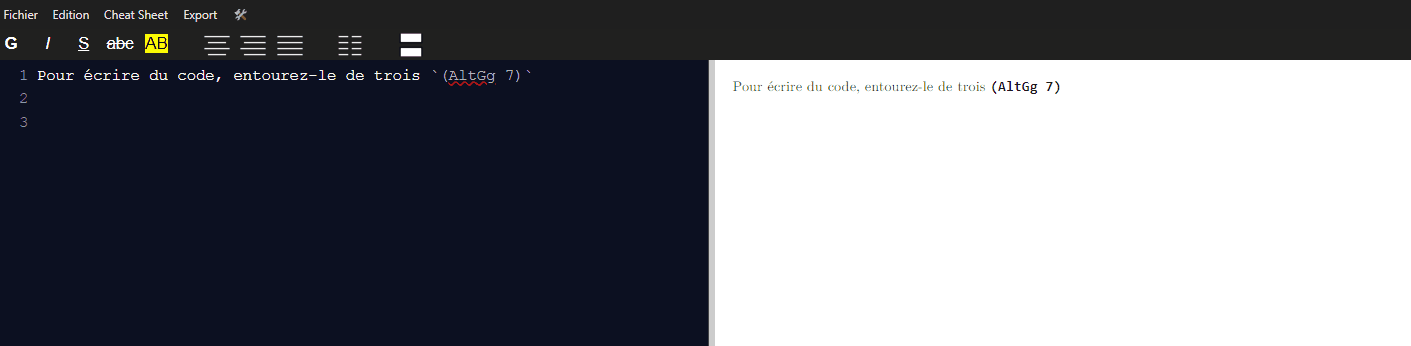 Fichier Edition Cheat Sheet Export
G I S abc AB
1 Pour écrire du code, entourez-le de trois `(AltGg 7)`
2
3
Pour écrire du code, entourez-le de trois (AltGg 7)